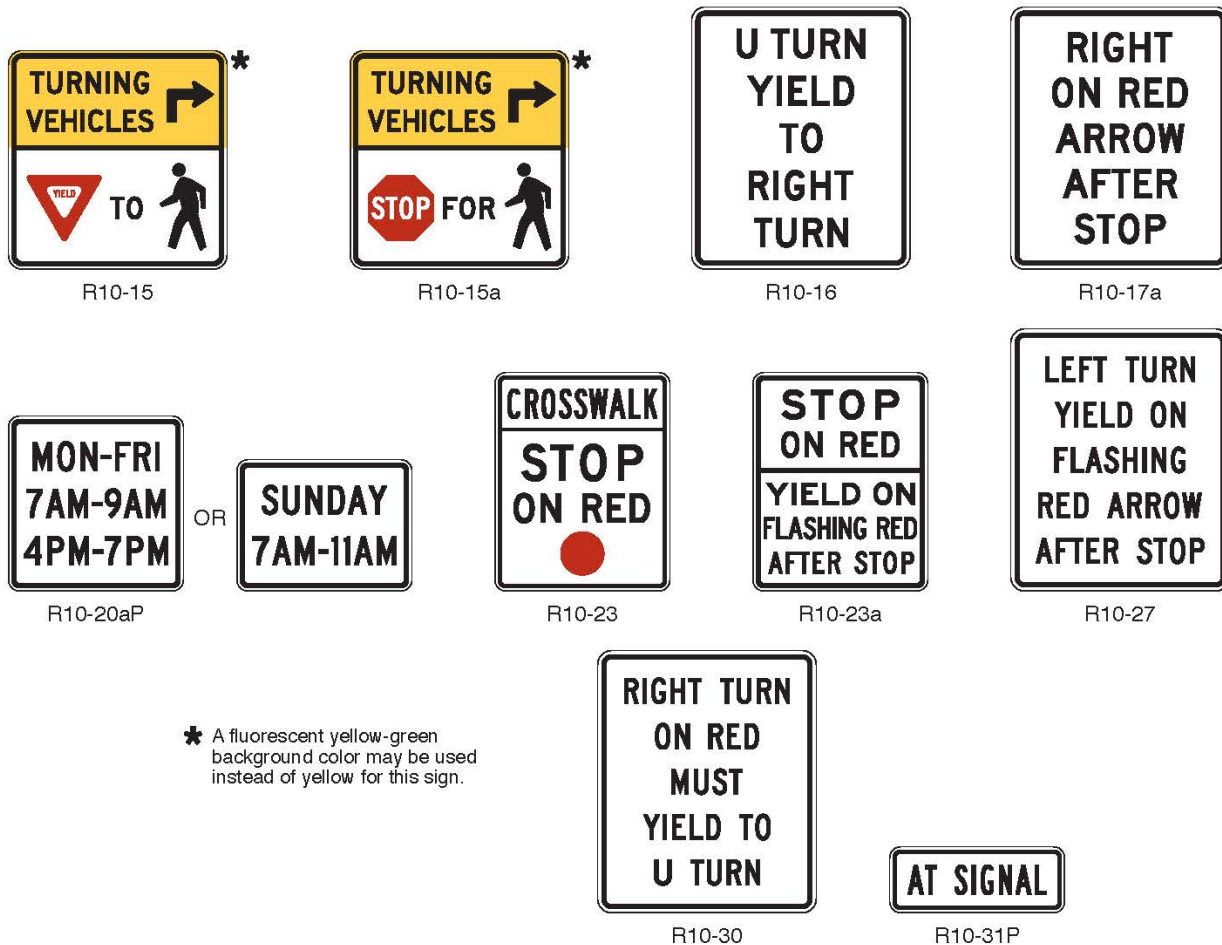 TURNING
VEHICLES
*
YIELD
TO
R10-15
TURNING
VEHICLES
*
STOP FOR
R10-15a
U TURN
YIELD
TO
RIGHT
TURN
R10-16
RIGHT
ON RED
ARROW
AFTER
STOP
R10-17a
MON-FRI
7AM-9AM
4PM-7PM
OR
SUNDAY
7AM-11AM
R10-20aP
CROSSWALK
STOP
ON RED
R10-23
STOP
ON RED
YIELD ON
FLASHING RED
AFTER STOP
R10-23a
LEFT TURN
YIELD ON
FLASHING
RED ARROW
AFTER STOP
R10-27
* A fluorescent yellow-green
background color may be used
instead of yellow for this sign.
RIGHT TURN
ON RED
MUST
YIELD TO
U TURN
R10-30
AT SIGNAL
R10-31P